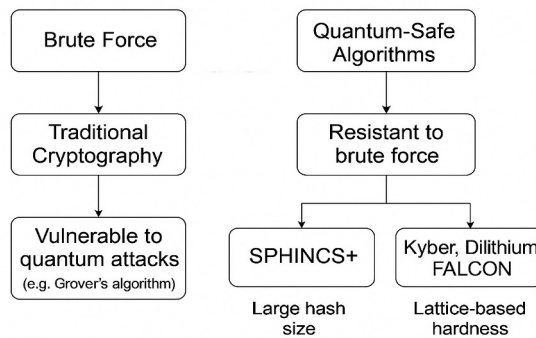 Brute Force
Traditional
Cryptography
Vulnerable to
quantum attacks
(e.g. Grover's algorithm)
Quantum-Safe
Algorithms
Resistant to
brute force
SPHINCS+
Large hash
size
Kyber, Dilithium
FALCON
Lattice-based
hardness